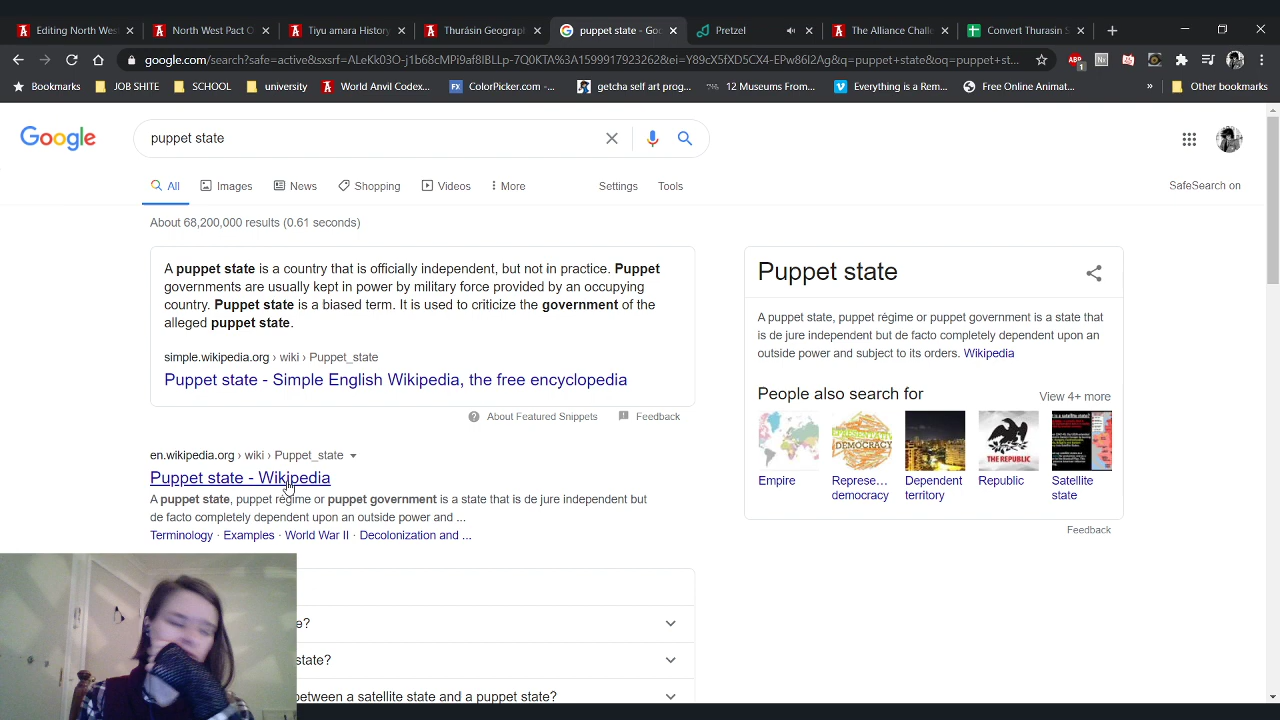 Editing North Wes
North West Pact O
Tiyu amara History
Thurásin Geograph
puppet state - Goo
Pretzel
The Alliance Chall
Convert Thurasin S
google.com/search?safe=active&sxsrf=ALeKk03O-j1b68cMPi9af8IBLLp-7Q0KTA%3A1599917923262&ei=Y89cX5fXD5CX4-EPw86I2Ag&q=puppet+state&oq=puppet+st...
Bookmarks
JOB SHITE
SCHOOL
university
World Anvil Codex...
ColorPicker.com -...
getcha self art prog...
12 Museums From...
Everything is a Rem...
Free Online Animat...
»
Other bookmarks
Google
puppet state
All
Images
News
Shopping
Videos
More
Settings
Tools
SafeSearch on
About 68,200,000 results (0.61 seconds)
A puppet state is a country that is officially independent, but not in practice. Puppet
governments are usually kept in power by military force provided by an occupying
country. Puppet state is a biased term. It is used to criticize the government of the
alleged puppet state.
simple.wikipedia.org › wiki › Puppet_state
Puppet state - Simple English Wikipedia, the free encyclopedia
About Featured Snippets
Feedback
en.wikipedia.org › wiki › Puppet_state
Puppet state - Wikipedia
A puppet state, puppet régime or puppet government is a state that is de jure independent but
de facto completely dependent upon an outside power and ...
Terminology · Examples · World War II · Decolonization and ...
e?
state?
between a satellite state and a puppet state?
Puppet state
A puppet state, puppet régime or puppet government is a state that
is de jure independent but de facto completely dependent upon an
outside power and subject to its orders. Wikipedia
People also search for
View 4+ more
REPRESENTATIVE
DEMOCRACY
THE REPUBLIC
Empire
Represe...
democracy
Dependent
territory
Republic
Satellite
state
Feedback